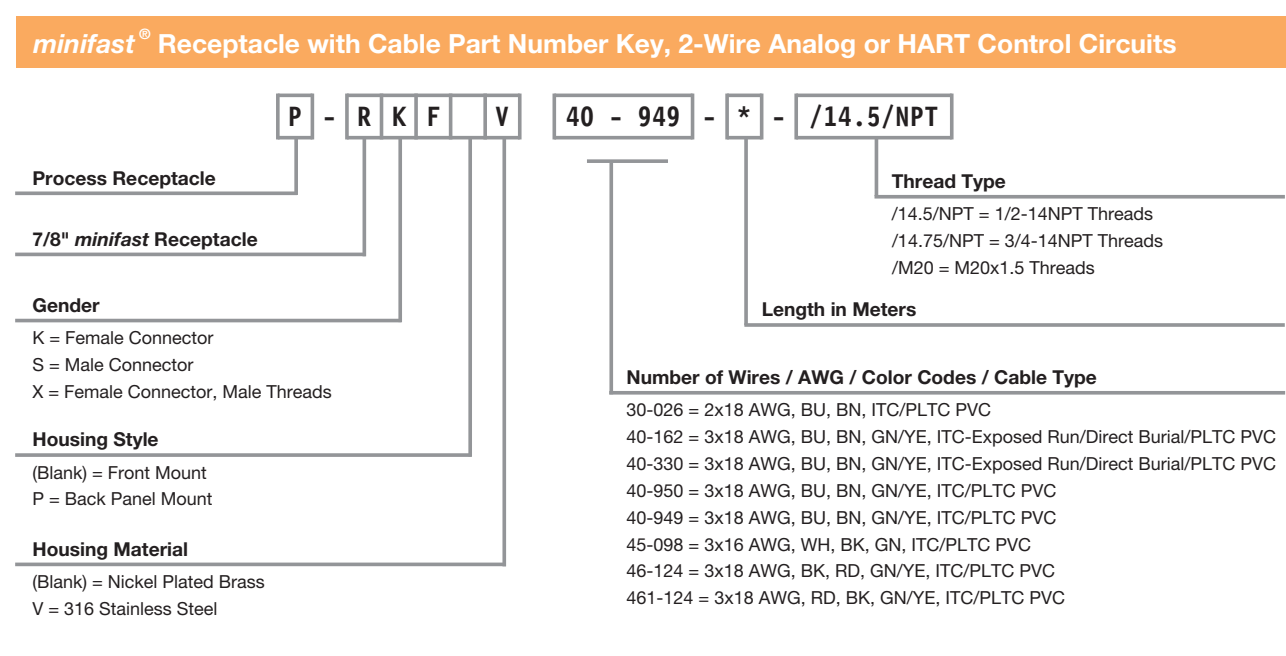 minifast® Receptacle with Cable Part Number Key, 2-Wire Analog or HART Control Circuits
P - R K F V 40 - 949 - * - /14.5/NPT
Process Receptacle
7/8" minifast Receptacle
Gender
K = Female Connector
S = Male Connector
X = Female Connector, Male Threads
Housing Style
(Blank) = Front Mount
P = Back Panel Mount
Housing Material
(Blank) = Nickel Plated Brass
V = 316 Stainless Steel
Thread Type
/14.5/NPT = 1/2-14NPT Threads
/14.75/NPT = 3/4-14NPT Threads
/M20 = M20x1.5 Threads
Length in Meters
Number of Wires / AWG / Color Codes / Cable Type
30-026 = 2x18 AWG, BU, BN, ITC/PLTC PVC
40-162 = 3x18 AWG, BU, BN, GN/YE, ITC-Exposed Run/Direct Burial/PLTC PVC
40-330 = 3x18 AWG, BU, BN, GN/YE, ITC-Exposed Run/Direct Burial/PLTC PVC
40-950 = 3x18 AWG, BU, BN, GN/YE, ITC/PLTC PVC
40-949 = 3x18 AWG, BU, BN, GN/YE, ITC/PLTC PVC
45-098 = 3x16 AWG, WH, BK, GN, ITC/PLTC PVC
46-124 = 3x18 AWG, BK, RD, GN/YE, ITC/PLTC PVC
461-124 = 3x18 AWG, RD, BK, GN/YE, ITC/PLTC PVC